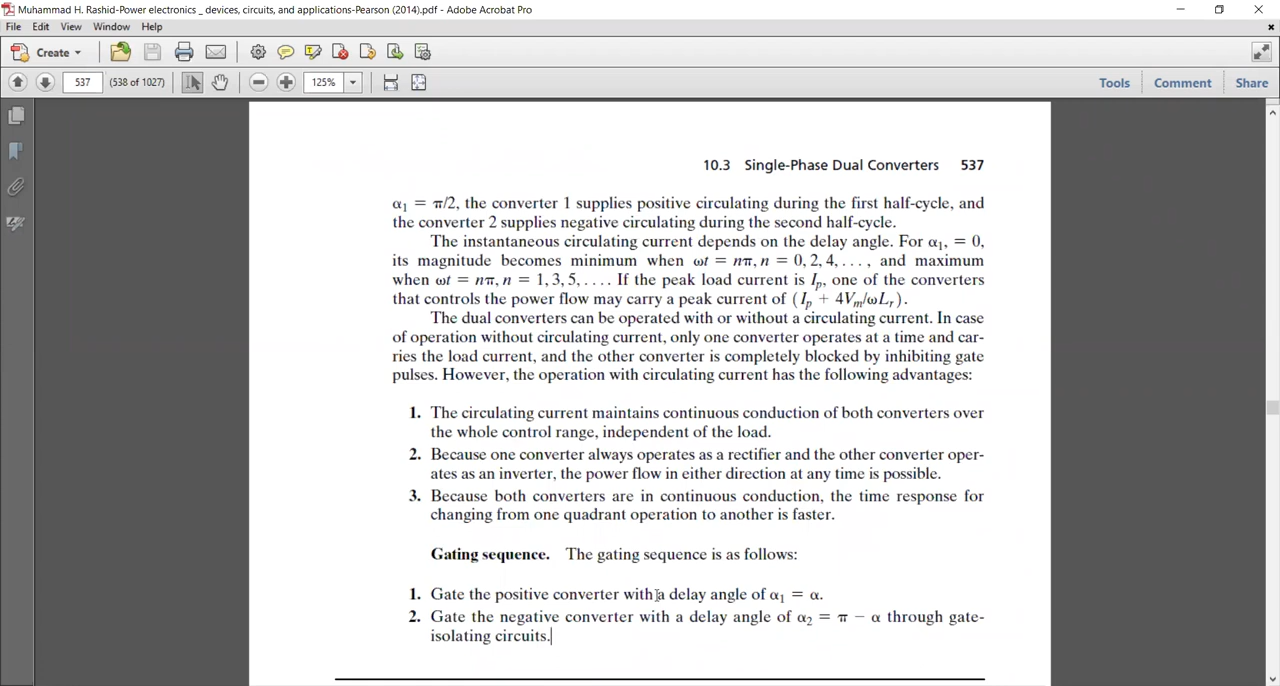 Muhammad H. Rashid-Power electronics _ devices, circuits, and applications-Pearson (2014).pdf - Adobe Acrobat Pro
File Edit View Window Help
Create
537 (538 of 1027) 125% Tools Comment Share
10.3 Single-Phase Dual Converters 537
α₁ = π/2, the converter 1 supplies positive circulating during the first half-cycle, and
the converter 2 supplies negative circulating during the second half-cycle.
The instantaneous circulating current depends on the delay angle. For α₁, = 0,
its magnitude becomes minimum when ωt = nπ, n = 0, 2, 4, . . . , and maximum
when ωt = nπ, n = 1, 3, 5, . . . . If the peak load current is Iₚ, one of the converters
that controls the power flow may carry a peak current of (Iₚ + 4Vₘ/ωLᵣ).
The dual converters can be operated with or without a circulating current. In case
of operation without circulating current, only one converter operates at a time and car-
ries the load current, and the other converter is completely blocked by inhibiting gate
pulses. However, the operation with circulating current has the following advantages:
1. The circulating current maintains continuous conduction of both converters over
the whole control range, independent of the load.
2. Because one converter always operates as a rectifier and the other converter oper-
ates as an inverter, the power flow in either direction at any time is possible.
3. Because both converters are in continuous conduction, the time response for
changing from one quadrant operation to another is faster.
Gating sequence. The gating sequence is as follows:
1. Gate the positive converter with a delay angle of α₁ = α.
2. Gate the negative converter with a delay angle of α₂ = π − α through gate-
isolating circuits.